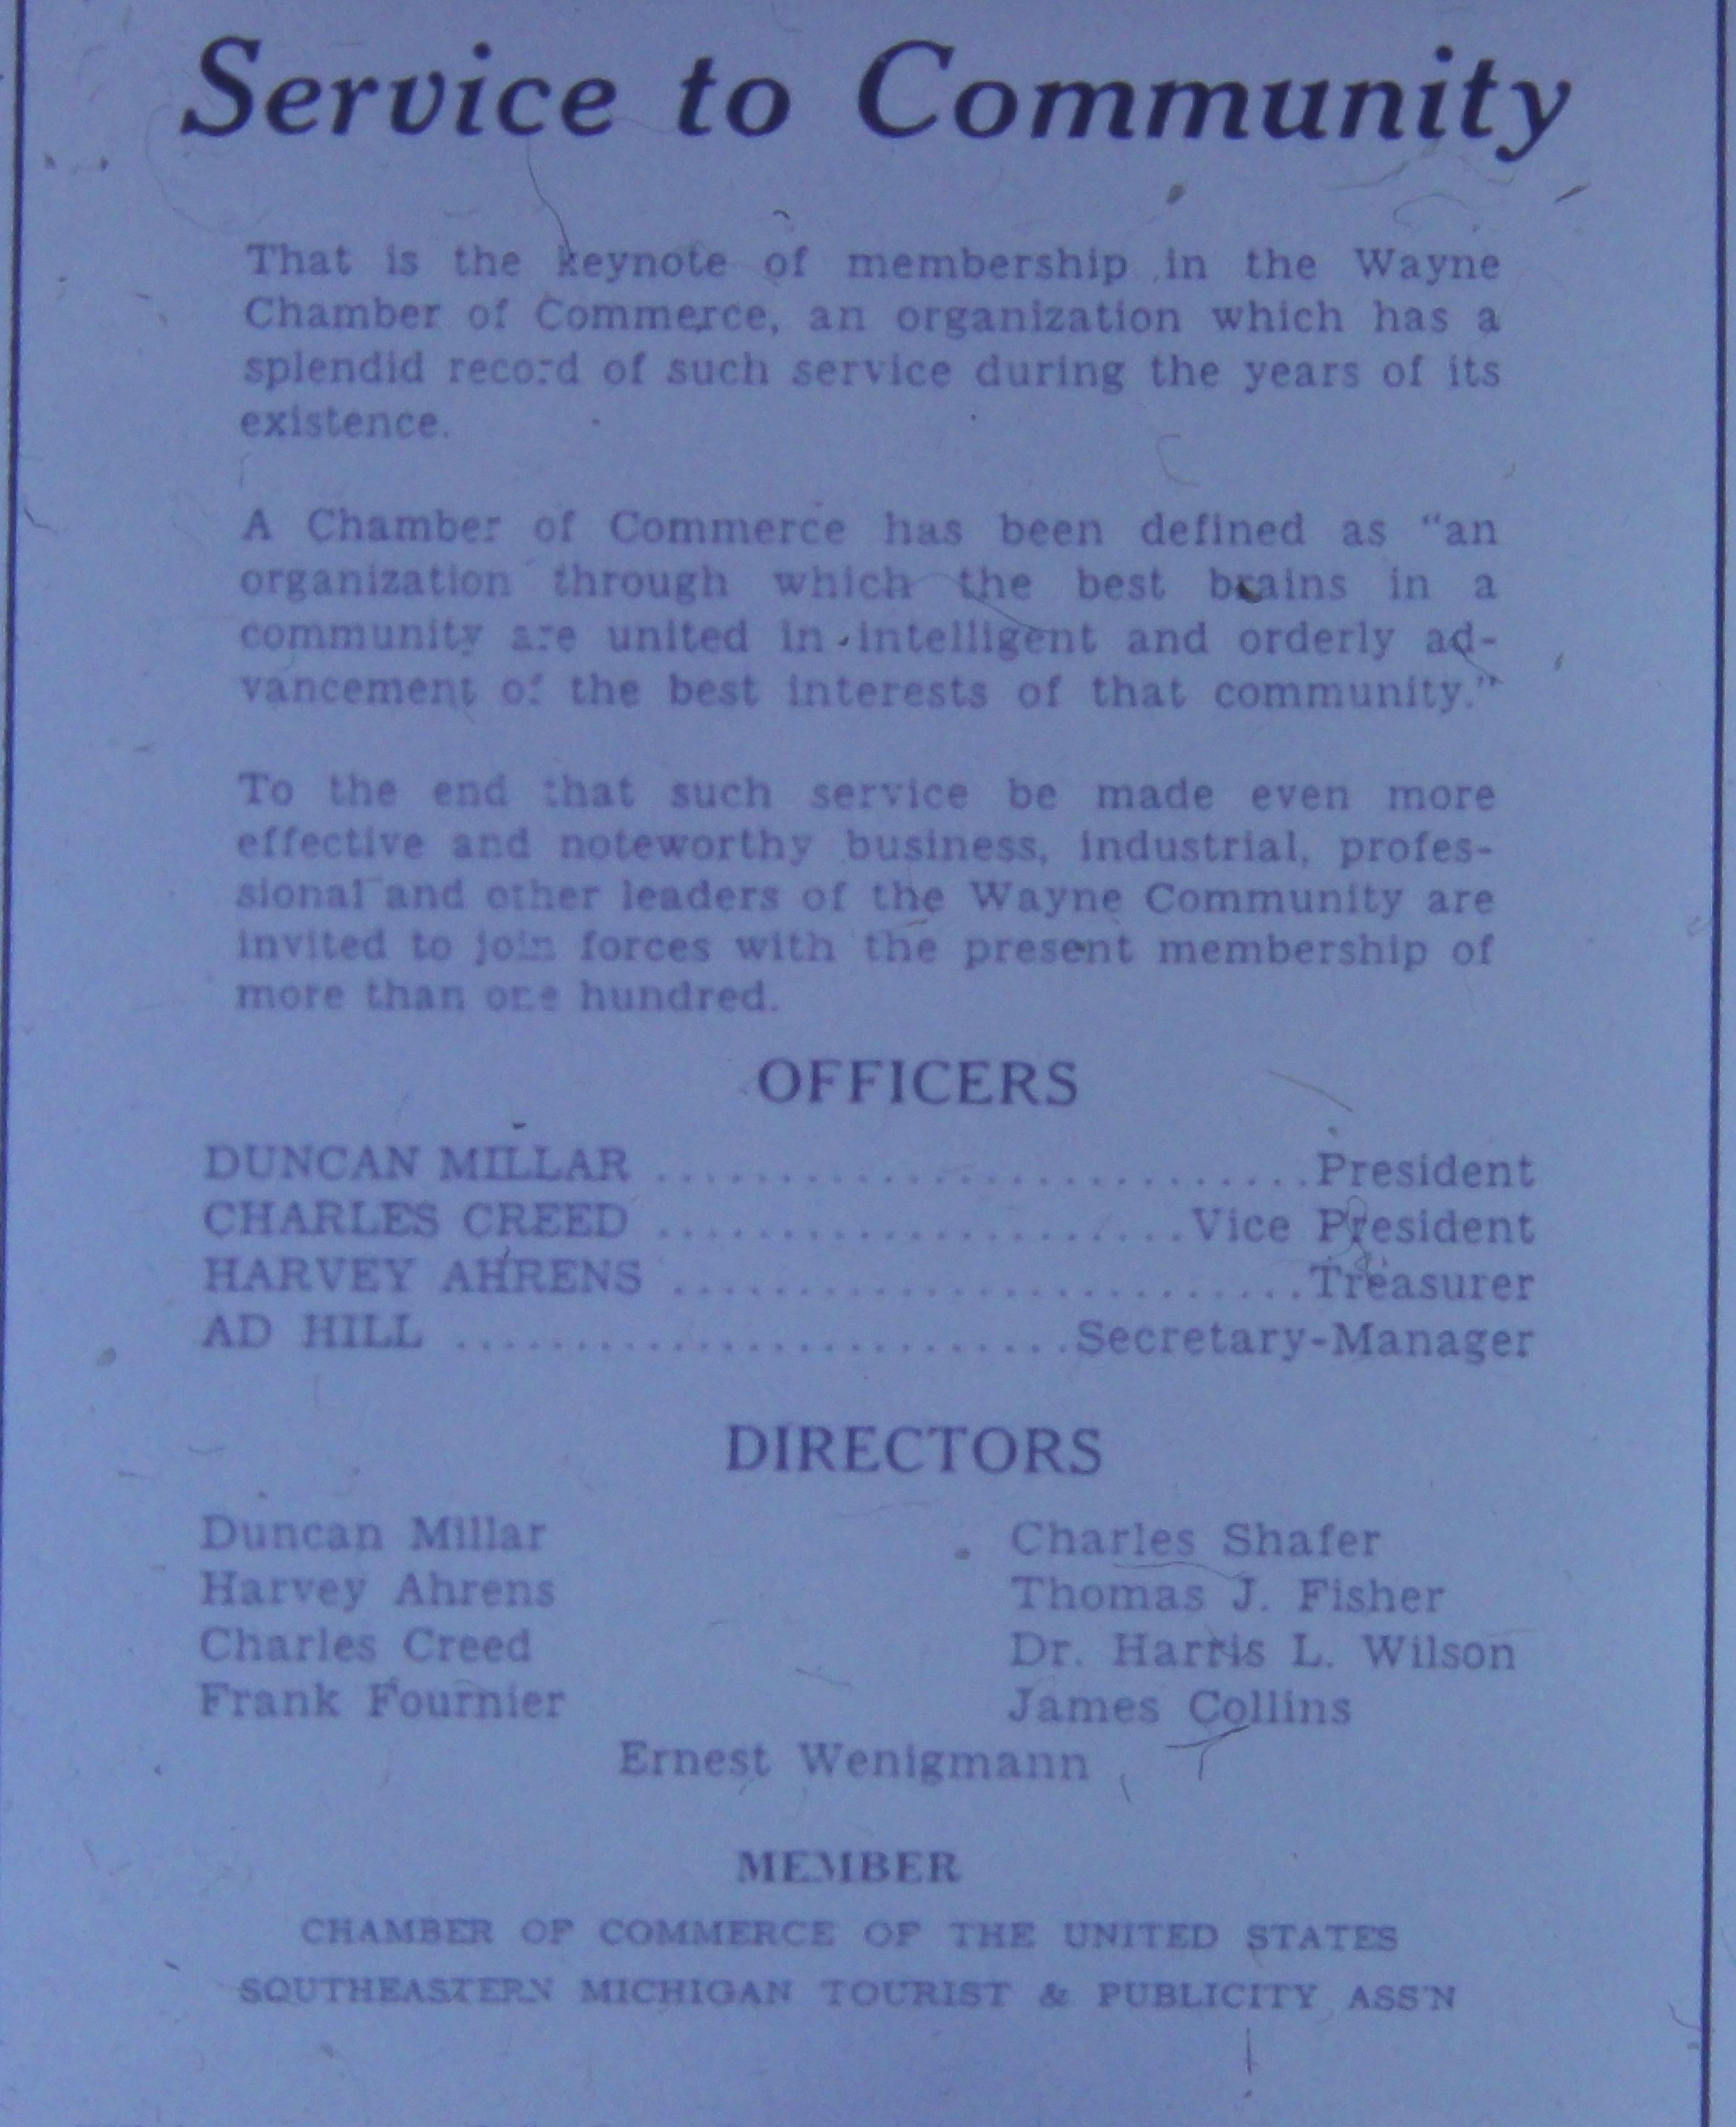 Service to Community
That is the keynote of membership in the Wayne
Chamber of Commerce, an organization which has a
splendid record of such service during the years of its
existence.
A Chamber of Commerce has been defined as “an
organization through which the best brains in a
community are united in intelligent and orderly ad-
vancement of the best interests of that community.”
To the end that such service be made even more
effective and noteworthy business, industrial, profes-
sional and other leaders of the Wayne Community are
invited to join forces with the present membership of
more than one hundred.
OFFICERS
DUNCAN MILLAR ............................President
CHARLES CREED .......................Vice President
HARVEY AHRENS ...........................Treasurer
AD HILL ..........................Secretary-Manager
DIRECTORS
Duncan Millar Charles Shafer
Harvey Ahrens Thomas J. Fisher
Charles Creed Dr. Harris L. Wilson
Frank Fournier James Collins
Ernest Wenigmann
MEMBER
CHAMBER OF COMMERCE OF THE UNITED STATES
SOUTHEASTERN MICHIGAN TOURIST & PUBLICITY ASS'N